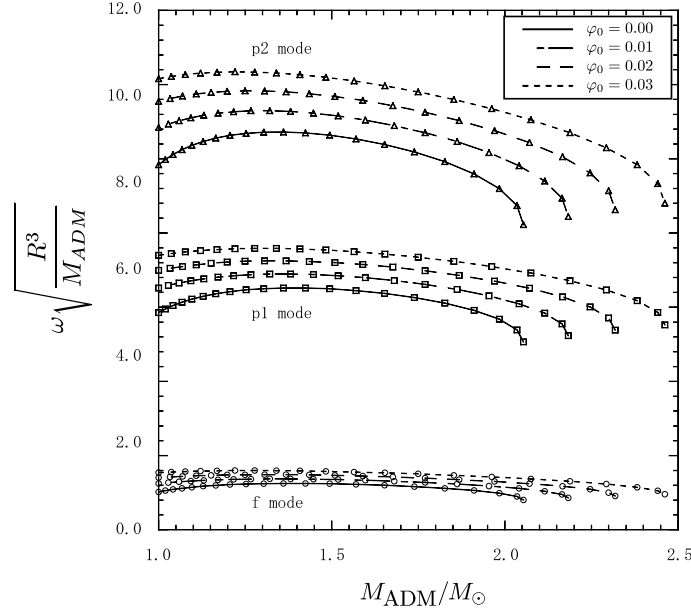 12.0
10.0
8.0
6.0
4.0
2.0
0.0
ω√(R³/M_ADM)
p2 mode
p1 mode
f mode
φ₀ = 0.00
φ₀ = 0.01
φ₀ = 0.02
φ₀ = 0.03
1.0 1.5 2.0 2.5
M_ADM/M_⊙